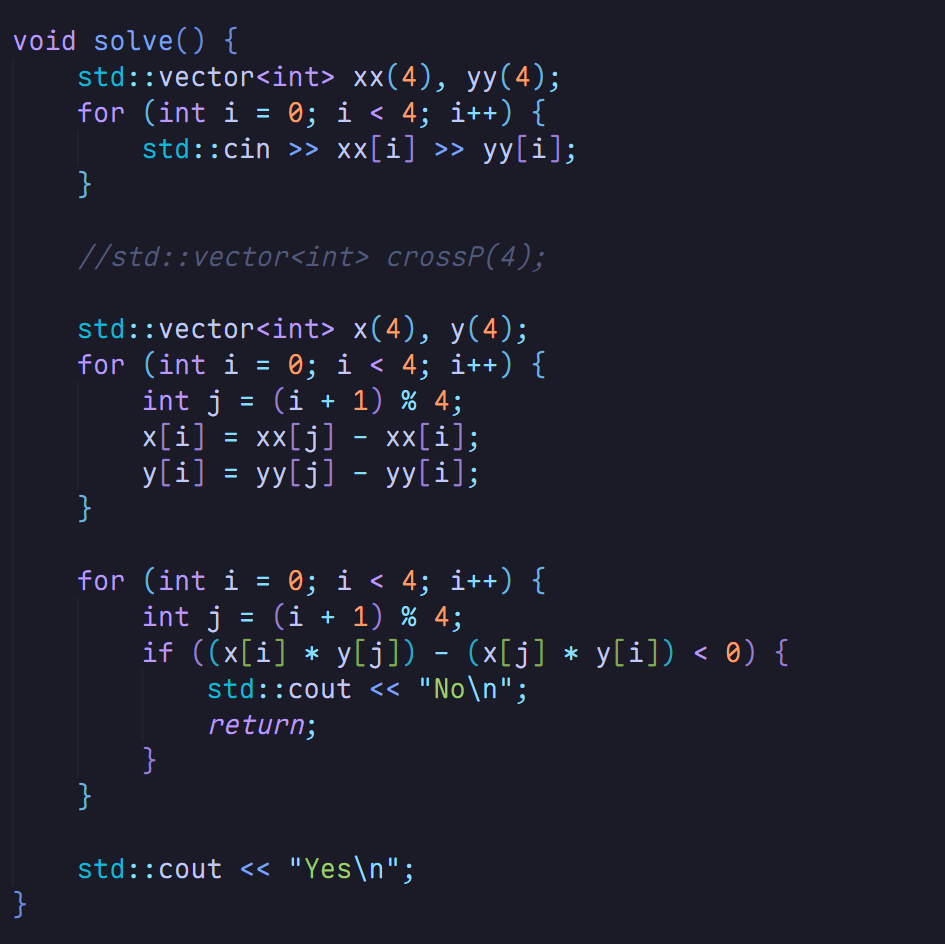 void solve() {
    std::vector<int> xx(4), yy(4);
    for (int i = 0; i < 4; i++) {
        std::cin >> xx[i] >> yy[i];
    }

    //std::vector<int> crossP(4);

    std::vector<int> x(4), y(4);
    for (int i = 0; i < 4; i++) {
        int j = (i + 1) % 4;
        x[i] = xx[j] - xx[i];
        y[i] = yy[j] - yy[i];
    }

    for (int i = 0; i < 4; i++) {
        int j = (i + 1) % 4;
        if ((x[i] * y[j]) - (x[j] * y[i]) < 0) {
            std::cout << "No\n";
            return;
        }
    }

    std::cout << "Yes\n";
}